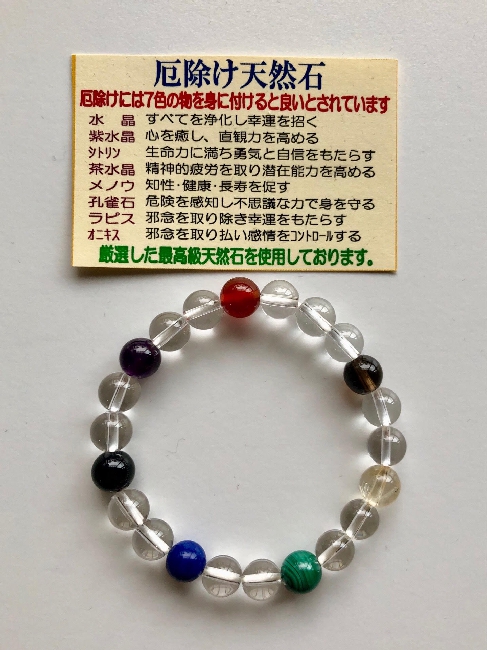 厄除け天然石
厄除けには7色の物を身に付けると良いとされています
水 晶 すべてを浄化し幸運を招く
紫水晶 心を癒し、直観力を高める
ｼﾄﾘﾝ 生命力に満ち勇気と自信をもたらす
茶水晶 精神的疲労を取り潜在能力を高める
メノウ 知性･健康･長寿を促す
孔雀石 危険を感知し不思議な力で身を守る
ラピス 邪念を取り除き幸運をもたらす
ｵﾆｷｽ 邪念を取り払い感情をｺﾝﾄﾛｰﾙする
厳選した最高級天然石を使用しております。